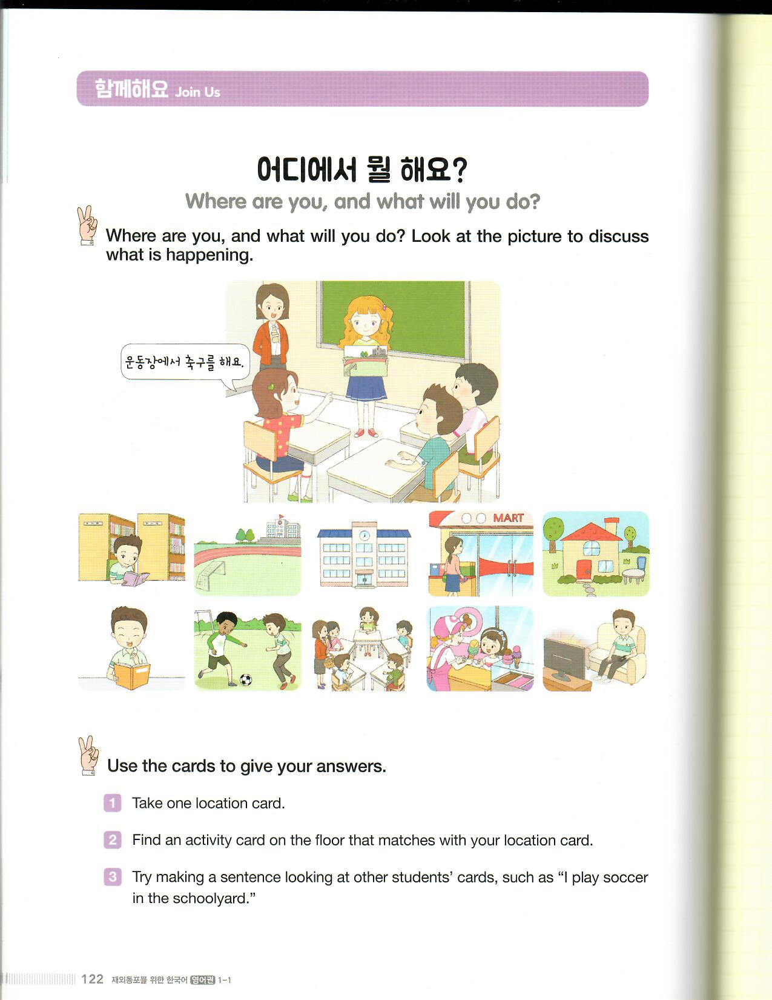 함께해요 Join Us
어디에서 뭘 해요?
Where are you, and what will you do?
Where are you, and what will you do? Look at the picture to discuss
what is happening.
운동장에서 축구를 해요.
MART
Use the cards to give your answers.
1 Take one location card.
2 Find an activity card on the floor that matches with your location card.
3 Try making a sentence looking at other students’ cards, such as “I play soccer
in the schoolyard.”
122 재외동포를 위한 한국어 영어권 1-1